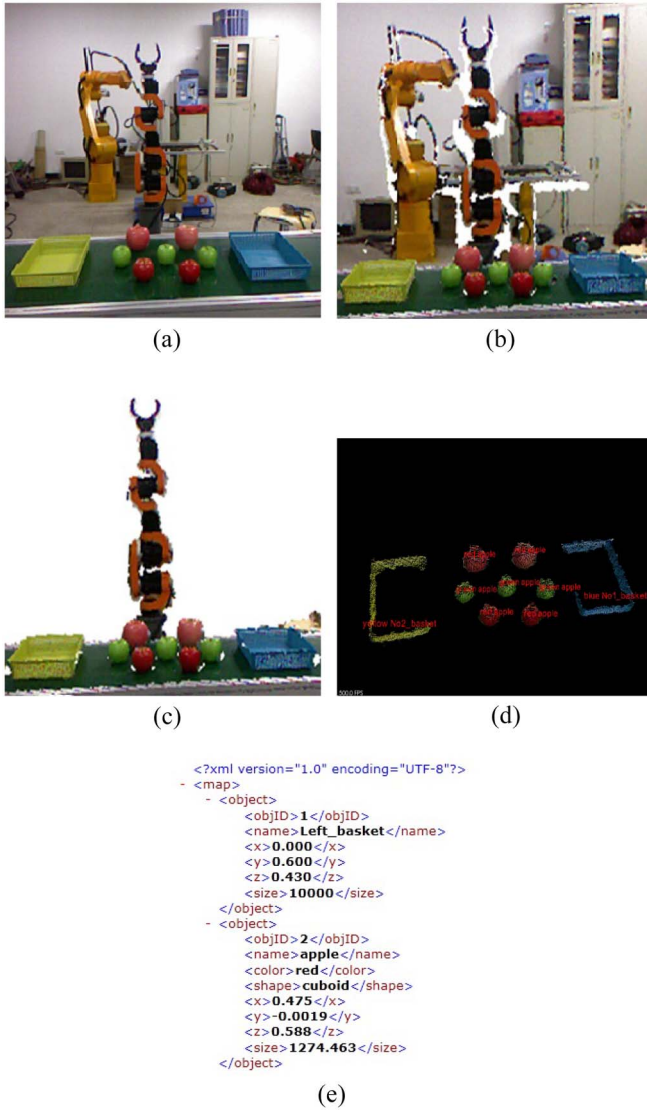 (a)
(b)
(c)
red apple
red apple
green apple
green apple
green apple
blue No1_basket
yellow No2_basket
red apple
red apple
500.0 FPS
(d)
<?xml version="1.0" encoding="UTF-8"?>
- <map>
- <object>
<objID>1</objID>
<name>Left_basket</name>
<x>0.000</x>
<y>0.600</y>
<z>0.430</z>
<size>10000</size>
</object>
- <object>
<objID>2</objID>
<name>apple</name>
<color>red</color>
<shape>cuboid</shape>
<x>0.475</x>
<y>-0.0019</y>
<z>0.588</z>
<size>1274.463</size>
</object>
(e)